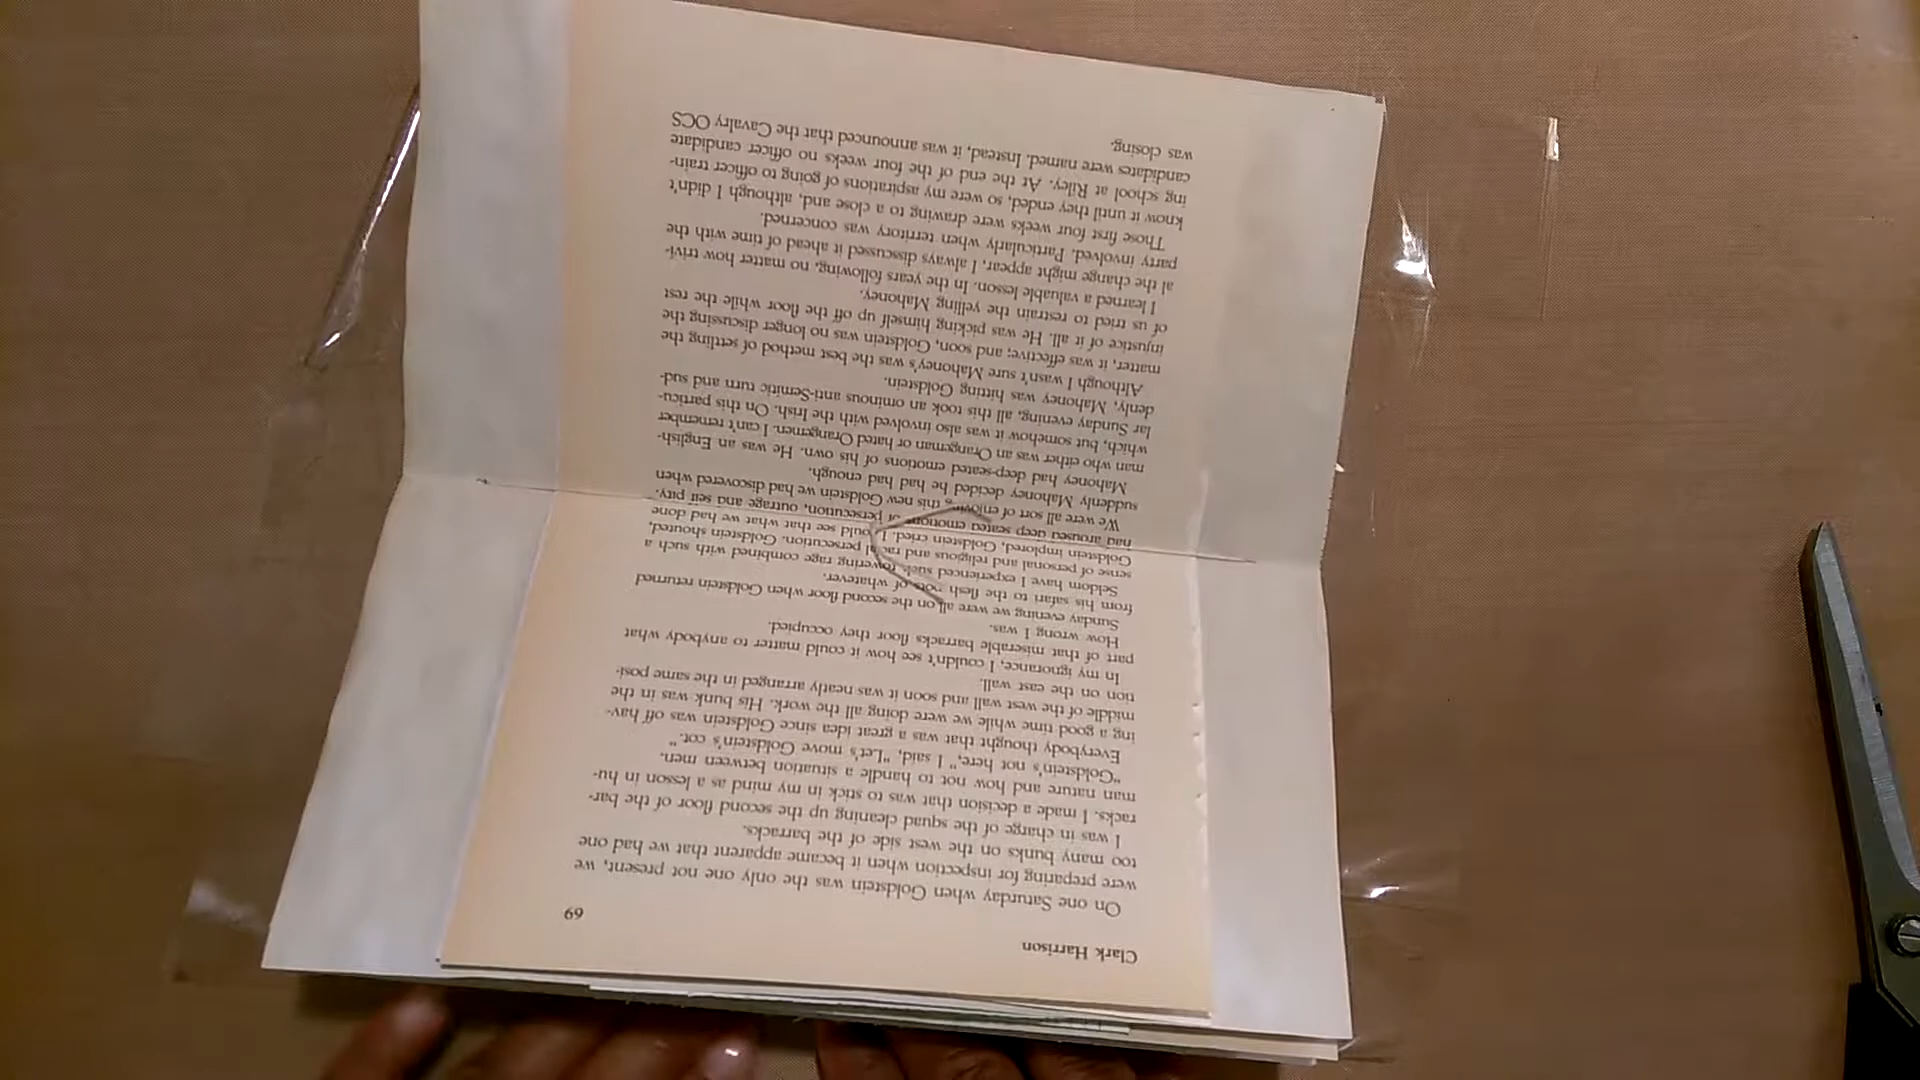 Clark Harrison
69
On one Saturday when Goldstein was the only one not present, we
were preparing for inspection when it became apparent that we had one
too many bunks on the west side of the barracks.
I was in charge of the squad cleaning up the second floor of the bar-
racks. I made a decision that was to stick in my mind as a lesson in hu-
man nature and how not to handle a situation between men.
"Goldstein's not here," I said, "Let's move Goldstein's cot."
Everybody thought that was a great idea since Goldstein was off hav-
ing a good time while we were doing all the work. His bunk was in the
middle of the west wall and soon it was neatly arranged in the same posi-
tion on the east wall.
In my ignorance, I couldn't see how it could matter to anybody what
part of that miserable barracks floor they occupied.
How wrong I was.
Sunday evening we were all on the second floor when Goldstein returned
from his safari to the flesh pots of whatever.
Seldom have I experienced such towering rage combined with such a
sense of personal and religious and racial persecution. Goldstein shouted,
Goldstein implored, Goldstein cried. I could see that what we had done
had aroused deep seated emotions of persecution, outrage and self pity.
We were all sort of enjoying this new Goldstein we had discovered when
suddenly Mahoney decided he had had enough.
Mahoney had deep-seated emotions of his own. He was an English-
man who either was an Orangeman or hated Orangemen. I can't remember
which, but somehow it was also involved with the Irish. On this particu-
lar Sunday evening, all this took an ominous anti-Semitic turn and sud-
denly, Mahoney was hitting Goldstein.
Although I wasn't sure Mahoney's was the best method of settling the
matter, it was effective; and soon, Goldstein was no longer discussing the
injustice of it all. He was picking himself up off the floor while the rest
of us tried to restrain the yelling Mahoney.
I learned a valuable lesson. In the years following, no matter how trivi-
al the change might appear, I always disscussed it ahead of time with the
party involved. Particularly when territory was concerned.
Those first four weeks were drawing to a close and, although I didn't
know it until they ended, so were my aspirations of going to officer train-
ing school at Riley. At the end of the four weeks no officer candidate
candidates were named. Instead, it was announced that the Cavalry OCS
was closing.